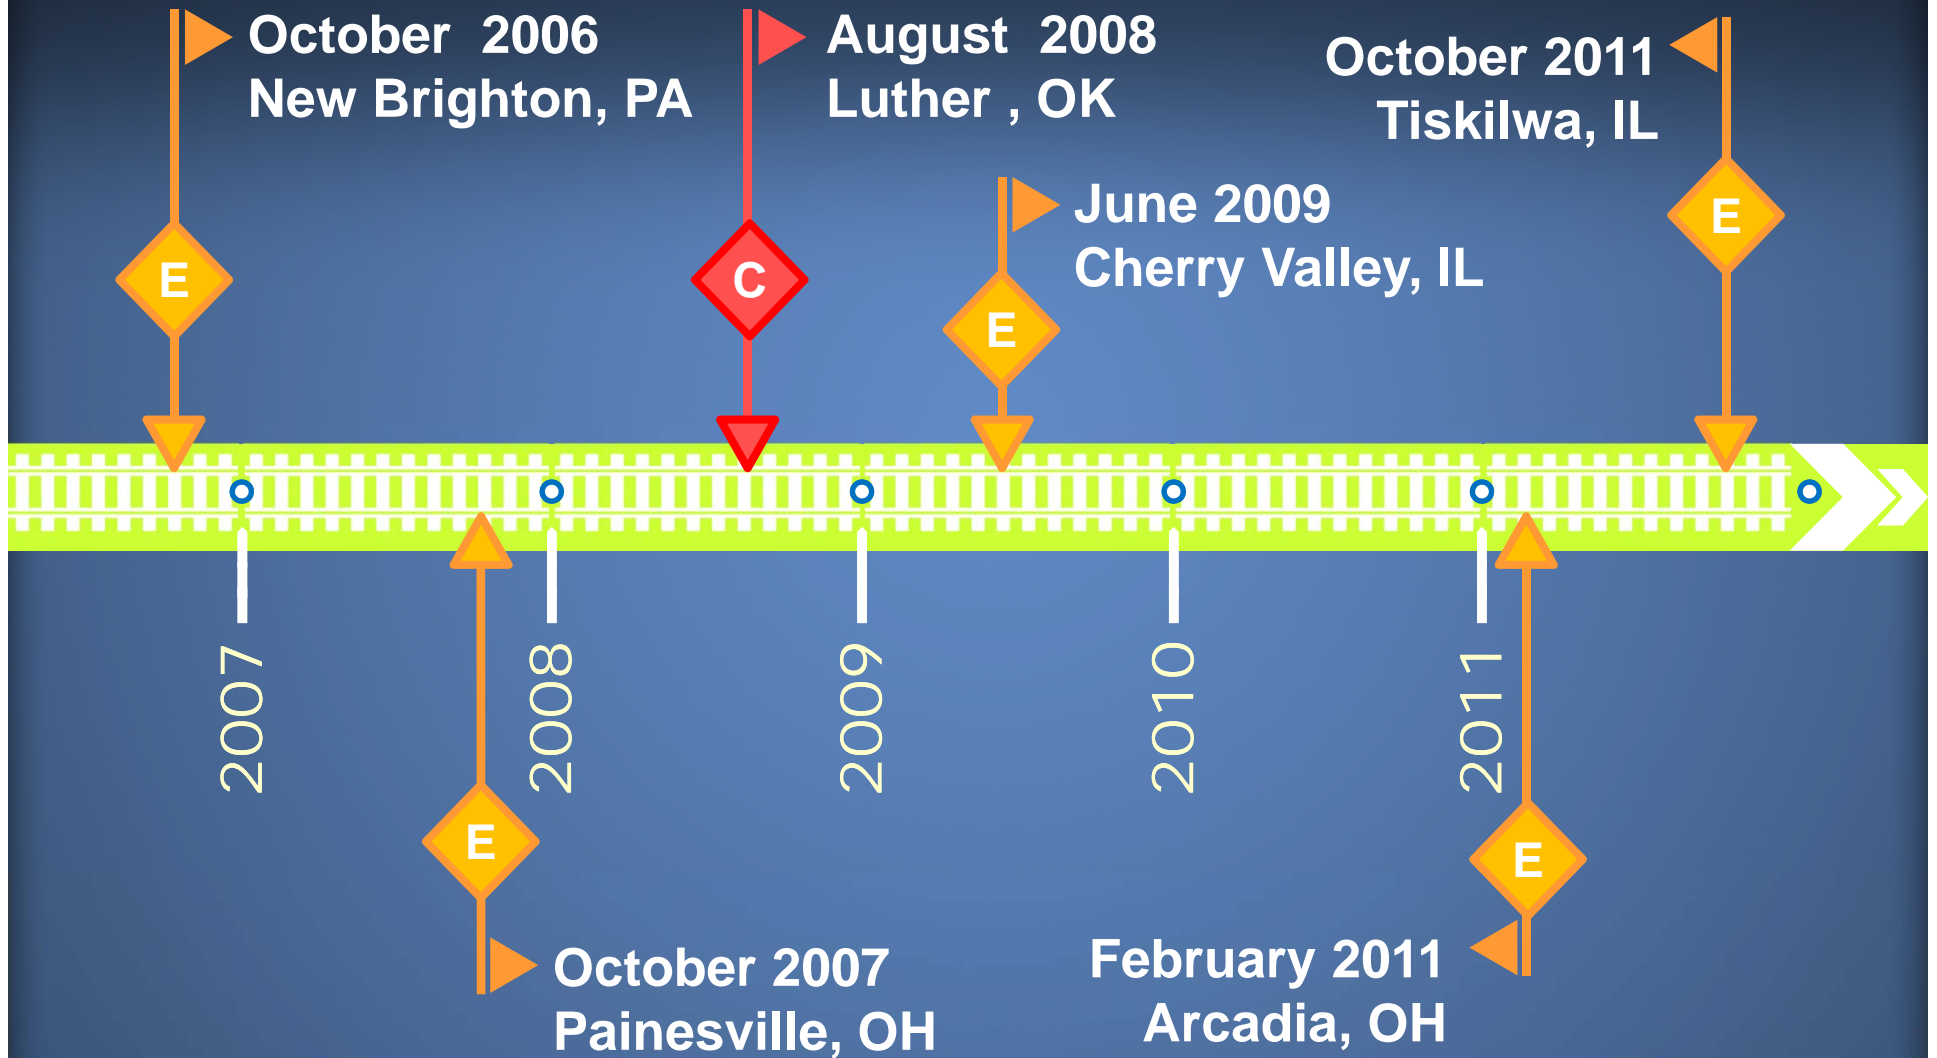 October 2006
New Brighton, PA
August 2008
Luther , OK
October 2011
Tiskilwa, IL
June 2009
Cherry Valley, IL
E
C
E
E
2007
2008
2009
2010
2011
E
E
October 2007
Painesville, OH
February 2011
Arcadia, OH